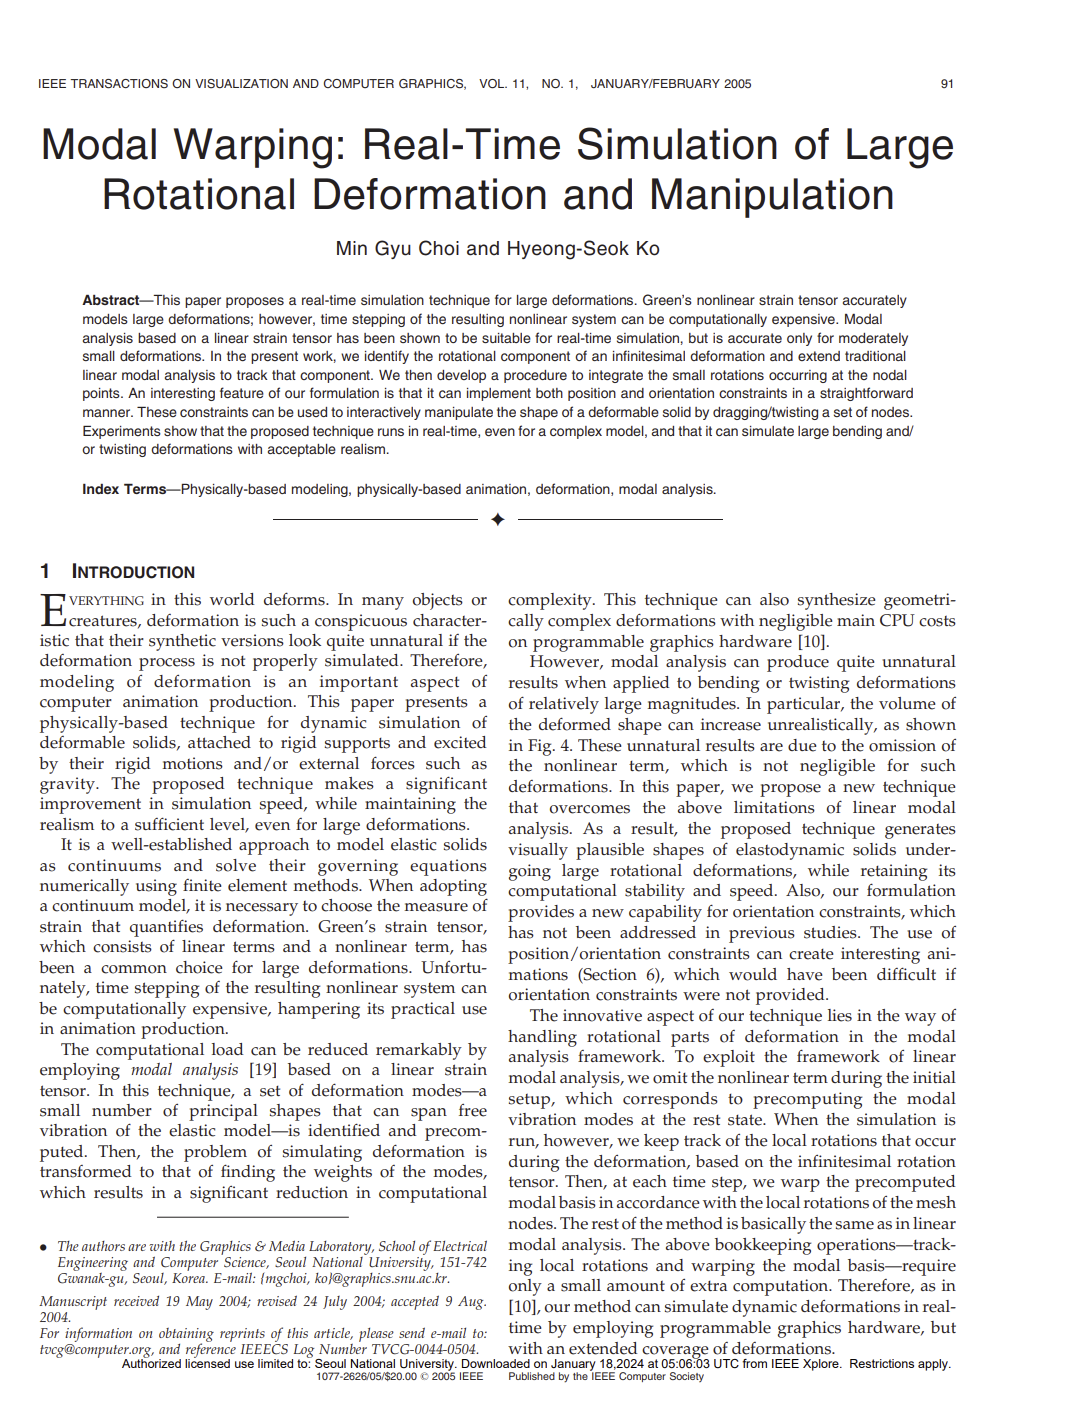 IEEE TRANSACTIONS ON VISUALIZATION AND COMPUTER GRAPHICS, VOL. 11, NO. 1, JANUARY/FEBRUARY 2005 91
Modal Warping: Real-Time Simulation of Large
Rotational Deformation and Manipulation
Min Gyu Choi and Hyeong-Seok Ko
Abstract—This paper proposes a real-time simulation technique for large deformations. Green's nonlinear strain tensor accurately
models large deformations; however, time stepping of the resulting nonlinear system can be computationally expensive. Modal
analysis based on a linear strain tensor has been shown to be suitable for real-time simulation, but is accurate only for moderately
small deformations. In the present work, we identify the rotational component of an infinitesimal deformation and extend traditional
linear modal analysis to track that component. We then develop a procedure to integrate the small rotations occurring at the nodal
points. An interesting feature of our formulation is that it can implement both position and orientation constraints in a straightforward
manner. These constraints can be used to interactively manipulate the shape of a deformable solid by dragging/twisting a set of nodes.
Experiments show that the proposed technique runs in real-time, even for a complex model, and that it can simulate large bending and/
or twisting deformations with acceptable realism.
Index Terms—Physically-based modeling, physically-based animation, deformation, modal analysis.
1 INTRODUCTION
EVERYTHING in this world deforms. In many objects or
creatures, deformation is such a conspicuous character-
istic that their synthetic versions look quite unnatural if the
deformation process is not properly simulated. Therefore,
modeling of deformation is an important aspect of
computer animation production. This paper presents a
physically-based technique for dynamic simulation of
deformable solids, attached to rigid supports and excited
by their rigid motions and/or external forces such as
gravity. The proposed technique makes a significant
improvement in simulation speed, while maintaining the
realism to a sufficient level, even for large deformations.
It is a well-established approach to model elastic solids
as continuums and solve their governing equations
numerically using finite element methods. When adopting
a continuum model, it is necessary to choose the measure of
strain that quantifies deformation. Green's strain tensor,
which consists of linear terms and a nonlinear term, has
been a common choice for large deformations. Unfortu-
nately, time stepping of the resulting nonlinear system can
be computationally expensive, hampering its practical use
in animation production.
The computational load can be reduced remarkably by
employing modal analysis [19] based on a linear strain
tensor. In this technique, a set of deformation modes—a
small number of principal shapes that can span free
vibration of the elastic model—is identified and precom-
puted. Then, the problem of simulating deformation is
transformed to that of finding the weights of the modes,
which results in a significant reduction in computational
• The authors are with the Graphics & Media Laboratory, School of Electrical
Engineering and Computer Science, Seoul National University, 151-742
Gwanak-gu, Seoul, Korea. E-mail: {mgchoi, ko}@graphics.snu.ac.kr.
Manuscript received 19 May 2004; revised 24 July 2004; accepted 9 Aug.
2004.
For information on obtaining reprints of this article, please send e-mail to:
tvcg@computer.org, and reference IEEECS Log Number TVCG-0044-0504.
complexity. This technique can also synthesize geometri-
cally complex deformations with negligible main CPU costs
on programmable graphics hardware [10].
However, modal analysis can produce quite unnatural
results when applied to bending or twisting deformations
of relatively large magnitudes. In particular, the volume of
the deformed shape can increase unrealistically, as shown
in Fig. 4. These unnatural results are due to the omission of
the nonlinear term, which is not negligible for such
deformations. In this paper, we propose a new technique
that overcomes the above limitations of linear modal
analysis. As a result, the proposed technique generates
visually plausible shapes of elastodynamic solids under-
going large rotational deformations, while retaining its
computational stability and speed. Also, our formulation
provides a new capability for orientation constraints, which
has not been addressed in previous studies. The use of
position/orientation constraints can create interesting ani-
mations (Section 6), which would have been difficult if
orientation constraints were not provided.
The innovative aspect of our technique lies in the way of
handling rotational parts of deformation in the modal
analysis framework. To exploit the framework of linear
modal analysis, we omit the nonlinear term during the initial
setup, which corresponds to precomputing the modal
vibration modes at the rest state. When the simulation is
run, however, we keep track of the local rotations that occur
during the deformation, based on the infinitesimal rotation
tensor. Then, at each time step, we warp the precomputed
modal basis in accordance with the local rotations of the mesh
nodes. The rest of the method is basically the same as in linear
modal analysis. The above bookkeeping operations—track-
ing local rotations and warping the modal basis—require
only a small amount of extra computation. Therefore, as in
[10], our method can simulate dynamic deformations in real-
time by employing programmable graphics hardware, but
with an extended coverage of deformations.
Authorized licensed use limited to: Seoul National University. Downloaded on January 18,2024 at 05:06:03 UTC from IEEE Xplore. Restrictions apply.
1077-2626/05/$20.00 © 2005 IEEE Published by the IEEE Computer Society